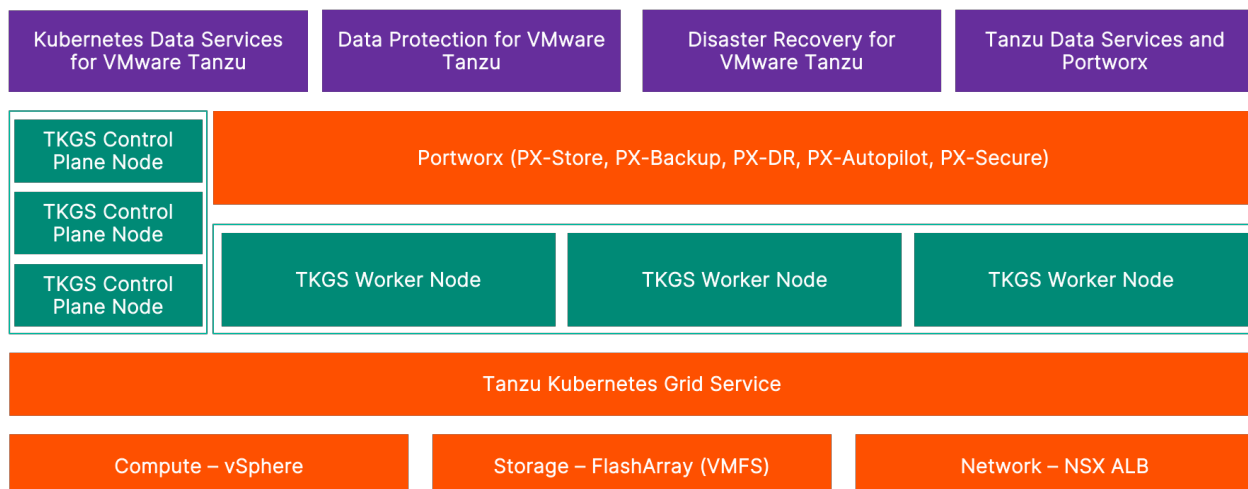 Kubernetes Data Services
for VMware Tanzu
Data Protection for VMware
Tanzu
Disaster Recovery for
VMware Tanzu
Tanzu Data Services and
Portworx
TKGS Control
Plane Node
TKGS Control
Plane Node
TKGS Control
Plane Node
Portworx (PX-Store, PX-Backup, PX-DR, PX-Autopilot, PX-Secure)
TKGS Worker Node
TKGS Worker Node
TKGS Worker Node
Tanzu Kubernetes Grid Service
Compute – vSphere
Storage – FlashArray (VMFS)
Network – NSX ALB